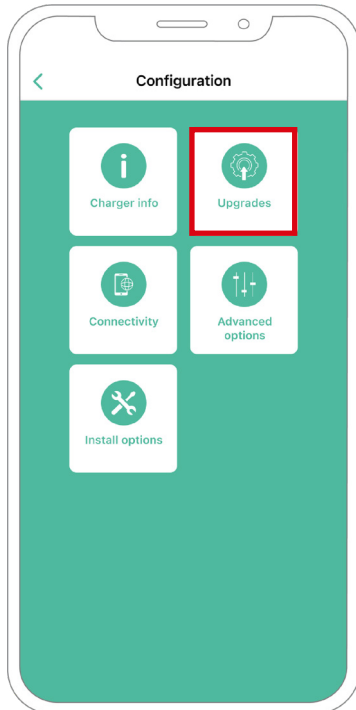 Configuration
Charger info
Upgrades
Connectivity
Advanced
options
Install options